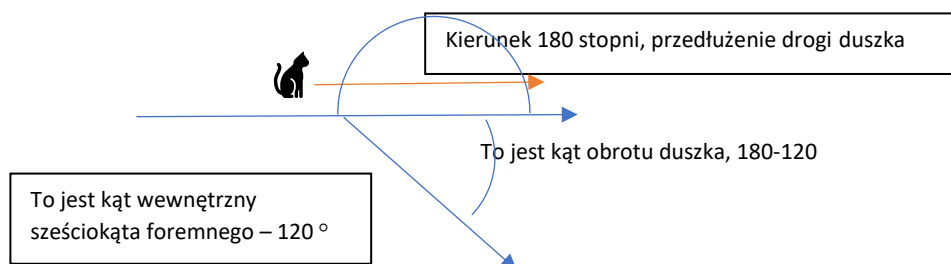 Kierunek 180 stopni, przedłużenie drogi duszka
To jest kąt obrotu duszka, 180-120
To jest kąt wewnętrzny
sześciokąta foremnego – 120 °